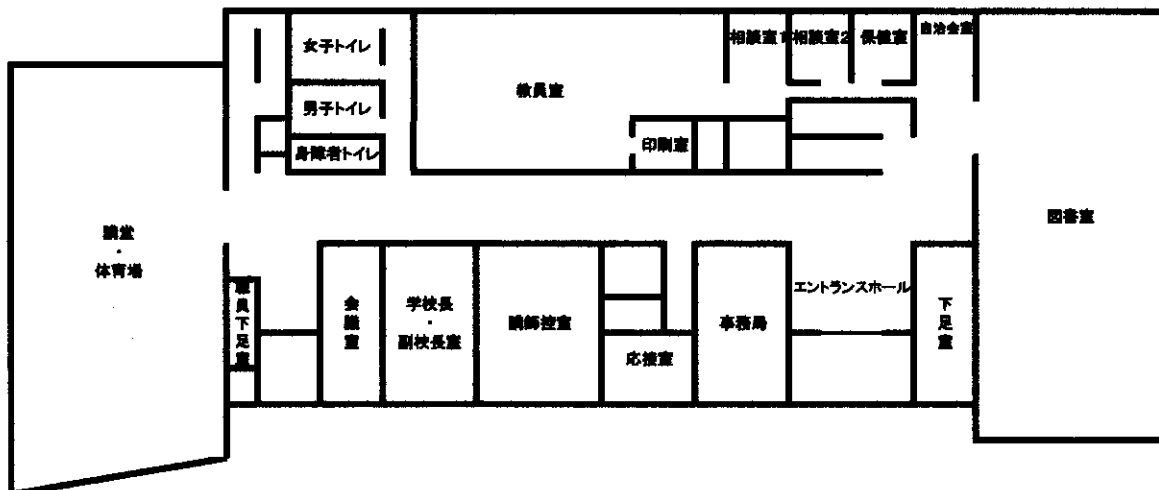 女子トイレ
男子トイレ
身障者トイレ
教員室
印刷室
相談室1
相談室2
保健室
自治会室
図書室
講堂
・
体育場
職員下足室
会議室
学校長
・
副校長室
講師控室
応接室
事務局
エントランスホール
下足室